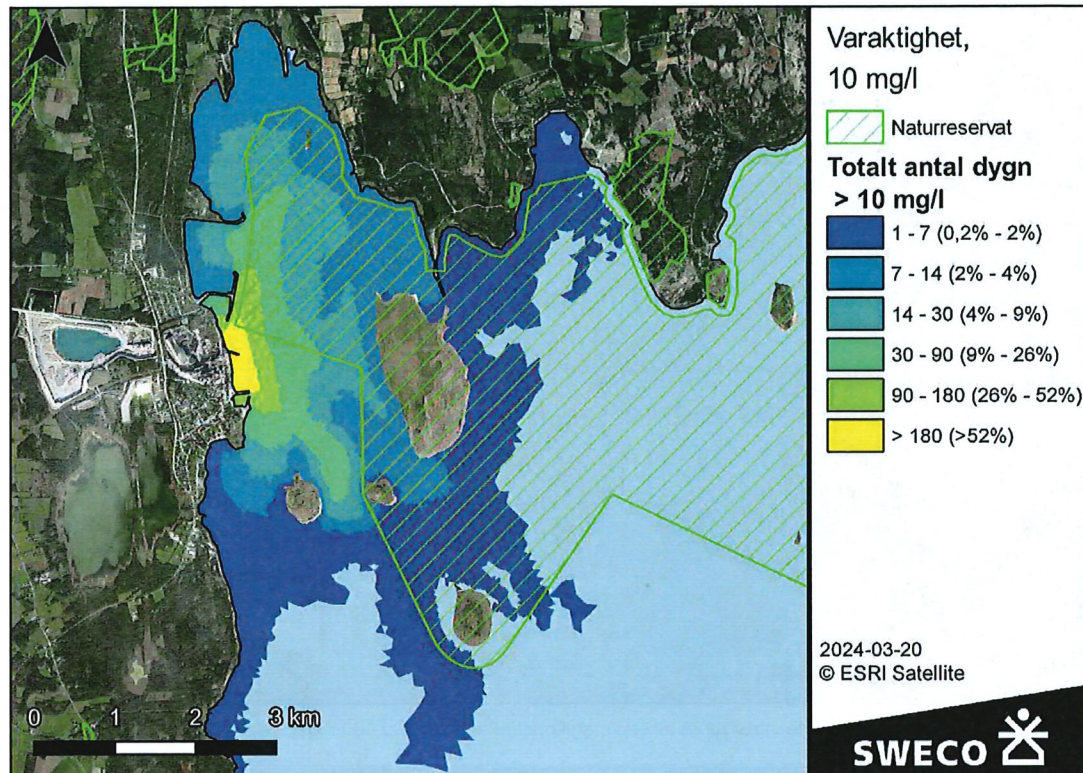 Varaktighet,
10 mg/l
Naturreservat
Totalt antal dygn
> 10 mg/l
1 - 7 (0,2% - 2%)
7 - 14 (2% - 4%)
14 - 30 (4% - 9%)
30 - 90 (9% - 26%)
90 - 180 (26% - 52%)
> 180 (>52%)
2024-03-20
© ESRI Satellite
SWECO
0 1 2 3 km